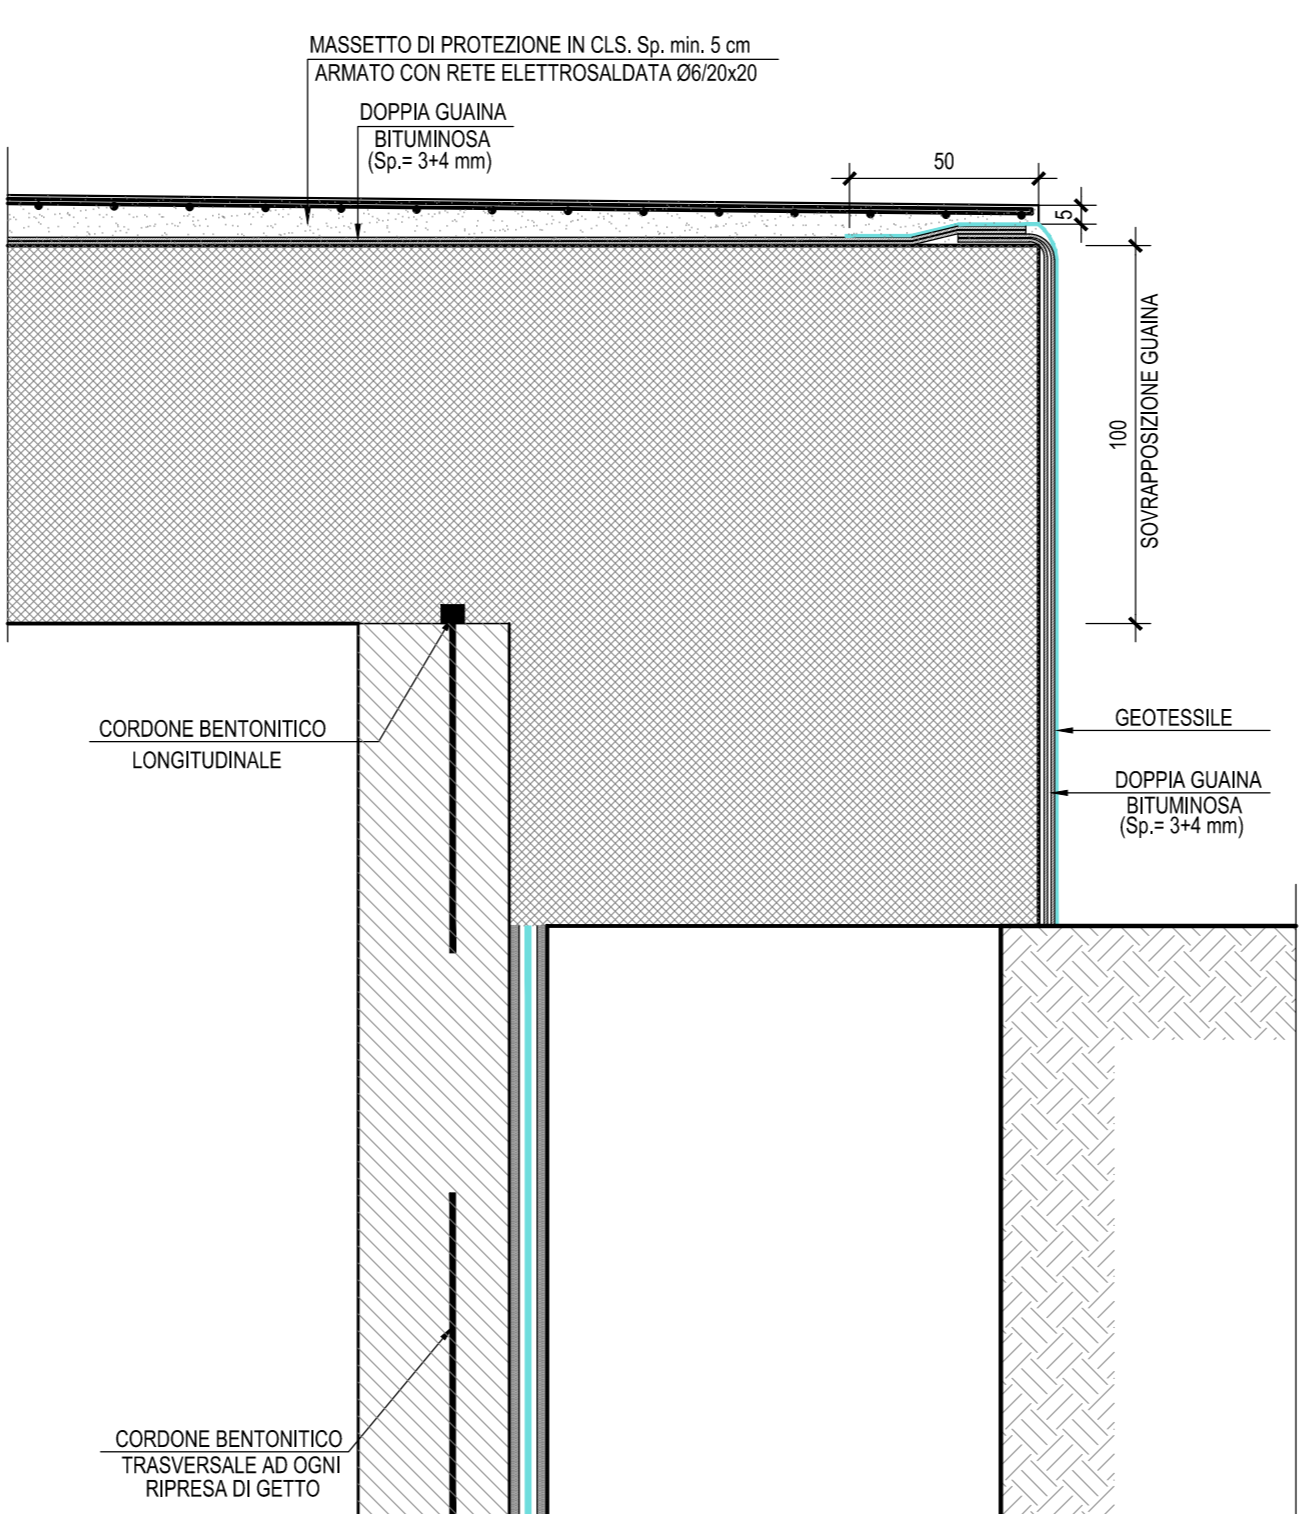 MASSETTO DI PROTEZIONE IN CLS. Sp. min. 5 cm
ARMATO CON RETE ELETTROSALDATA Ø6/20x20
DOPPIA GUAINA
BITUMINOSA
(Sp.= 3+4 mm)
50
5
100
SOVRAPPOSIZIONE GUAINA
CORDONE BENTONITICO
LONGITUDINALE
GEOTESSILE
DOPPIA GUAINA
BITUMINOSA
(Sp.= 3+4 mm)
CORDONE BENTONITICO
TRASVERSALE AD OGNI
RIPRESA DI GETTO